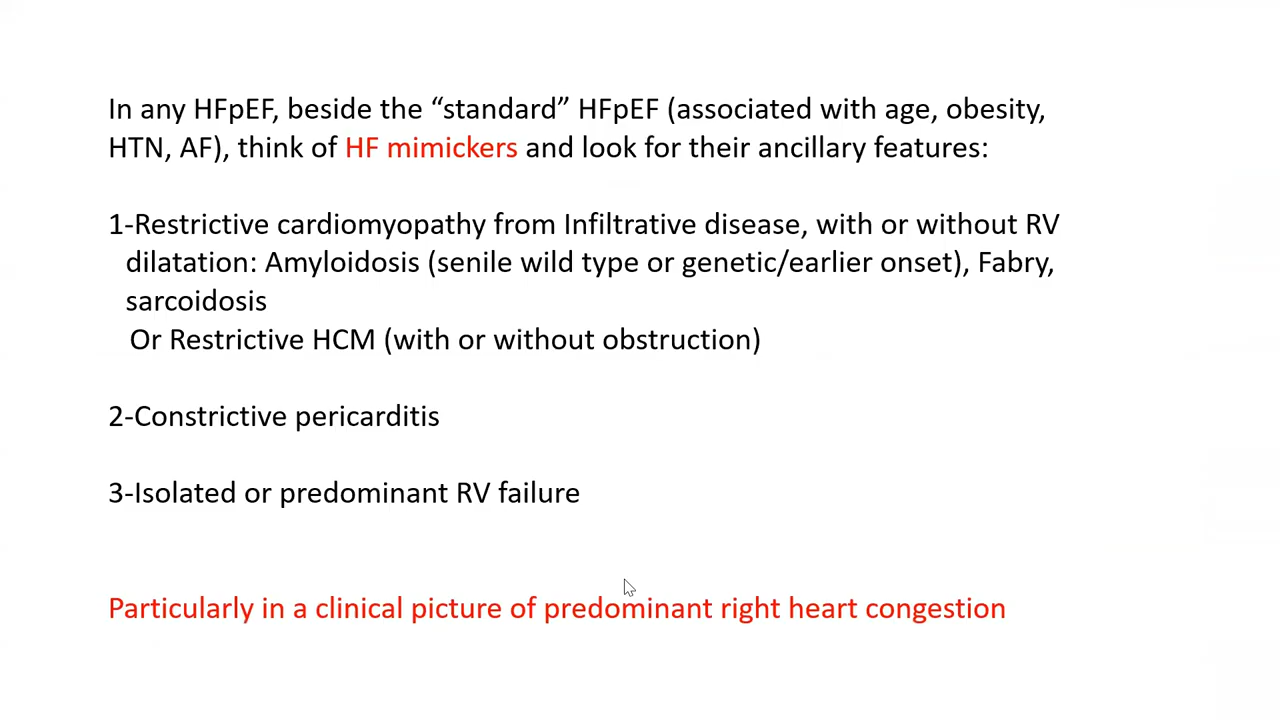 In any HFpEF, beside the “standard” HFpEF (associated with age, obesity,
HTN, AF), think of HF mimickers and look for their ancillary features:
1-Restrictive cardiomyopathy from Infiltrative disease, with or without RV
dilatation: Amyloidosis (senile wild type or genetic/earlier onset), Fabry,
sarcoidosis
Or Restrictive HCM (with or without obstruction)
2-Constrictive pericarditis
3-Isolated or predominant RV failure
Particularly in a clinical picture of predominant right heart congestion